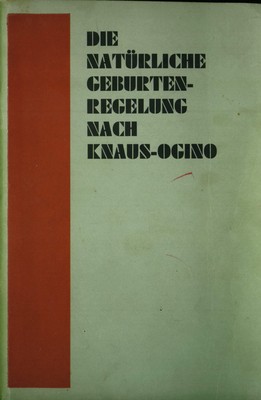 DIE
NATÜRLICHE
GEBURTEN-
REGELUNG
NACH
KNAUS-OGINO